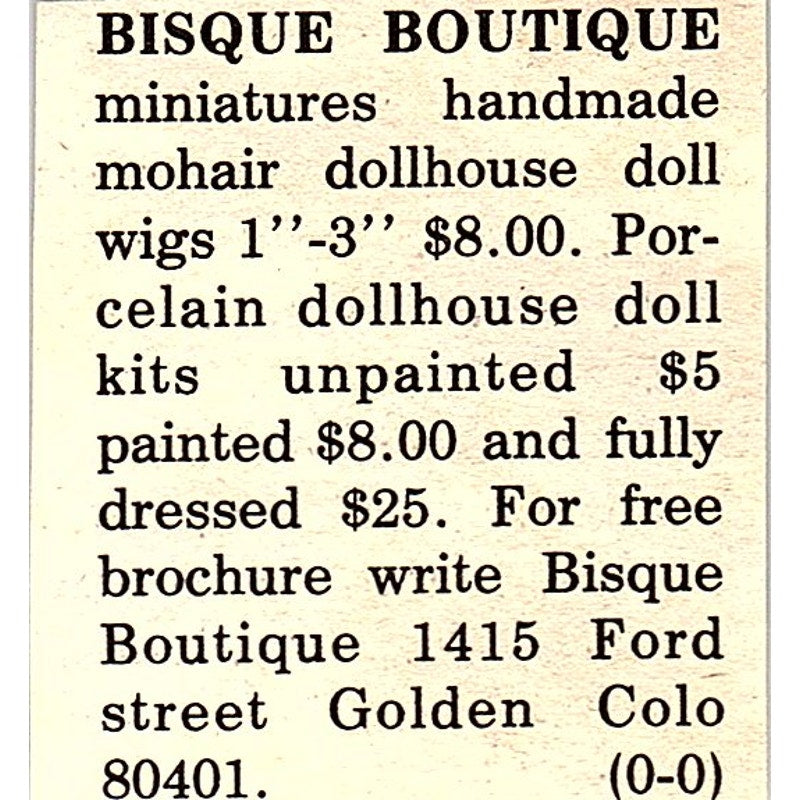 BISQUE BOUTIQUE
miniatures handmade
mohair dollhouse doll
wigs 1’’-3’’ $8.00. Por-
celain dollhouse doll
kits unpainted $5
painted $8.00 and fully
dressed $25. For free
brochure write Bisque
Boutique 1415 Ford
street Golden Colo
80401. (0-0)